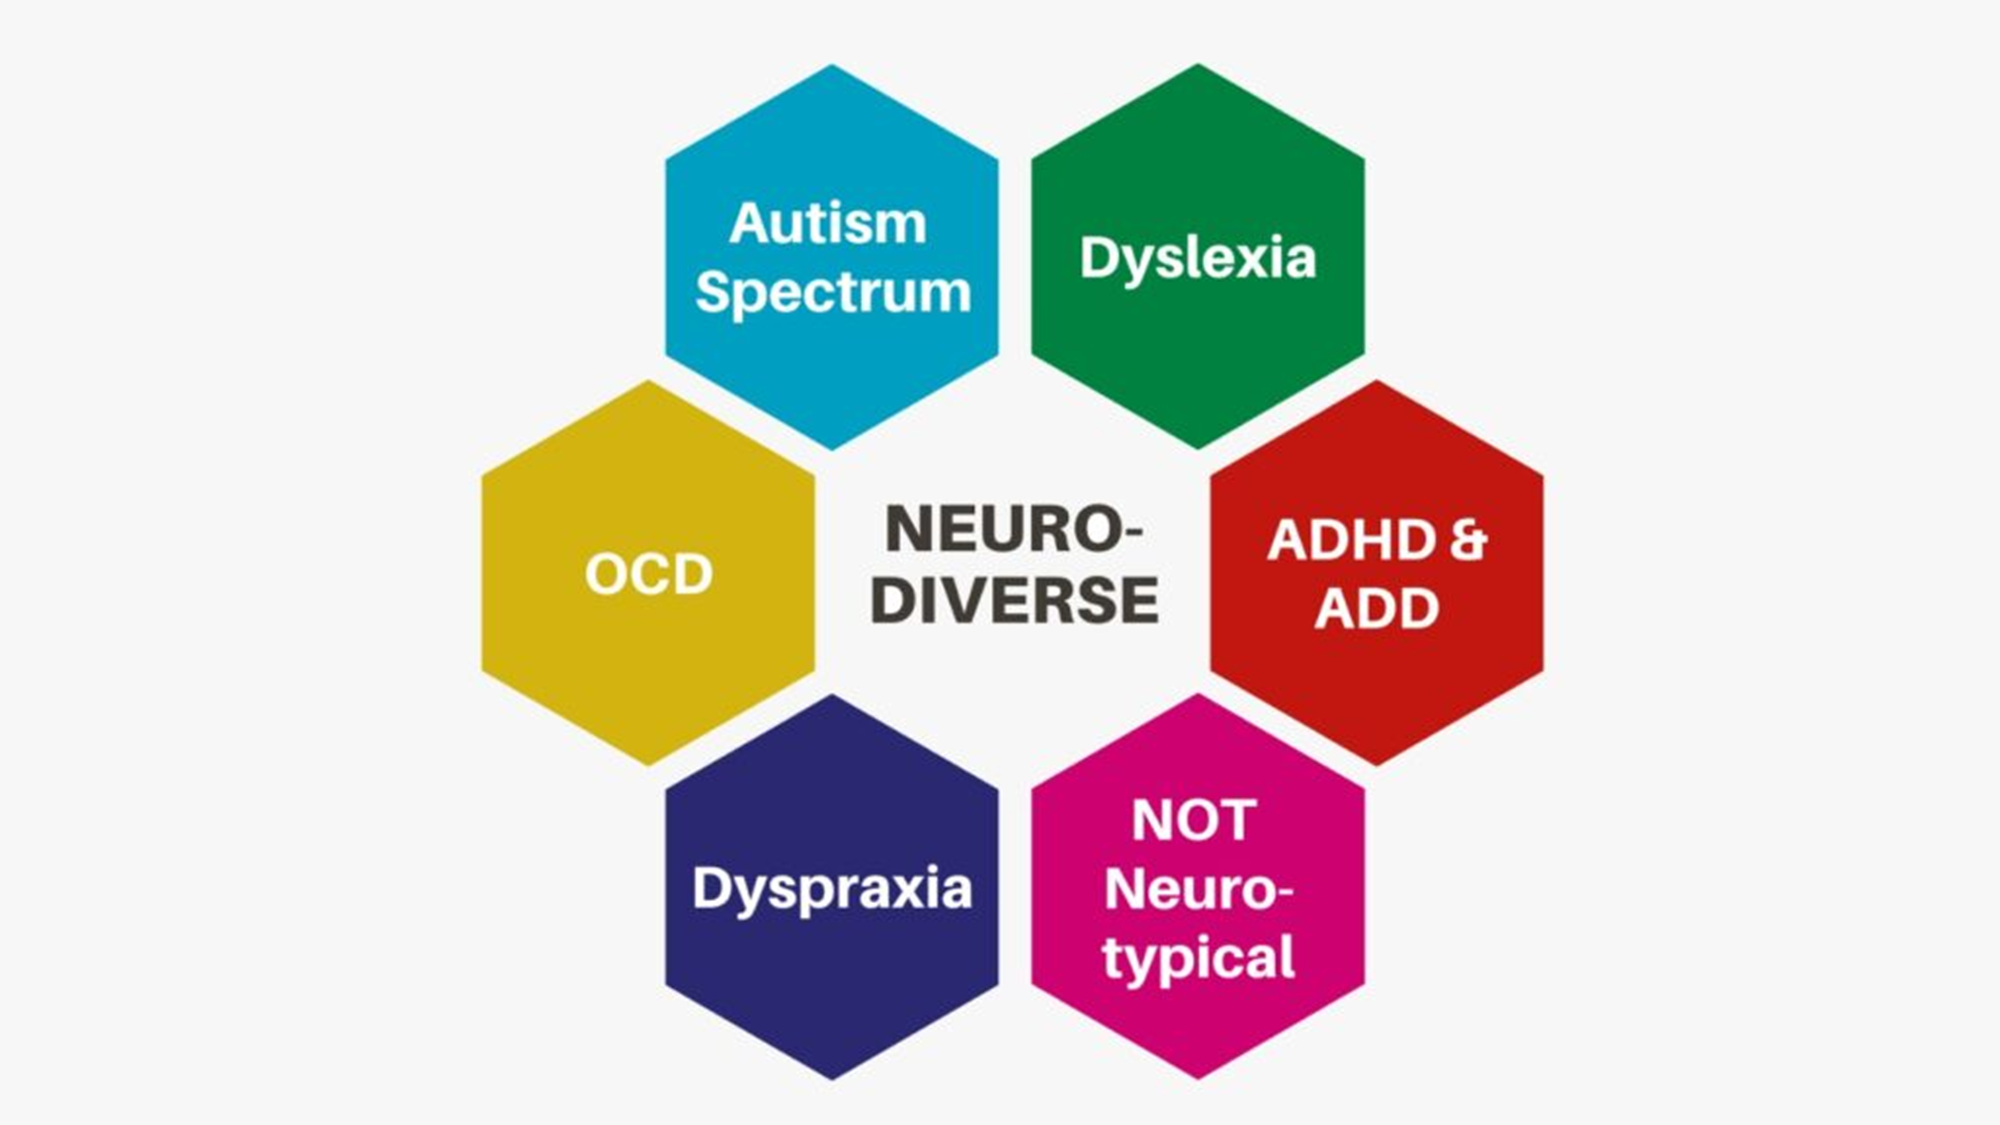 Autism
Spectrum
Dyslexia
OCD
NEURO-
DIVERSE
ADHD &
ADD
Dyspraxia
NOT
Neuro-
typical